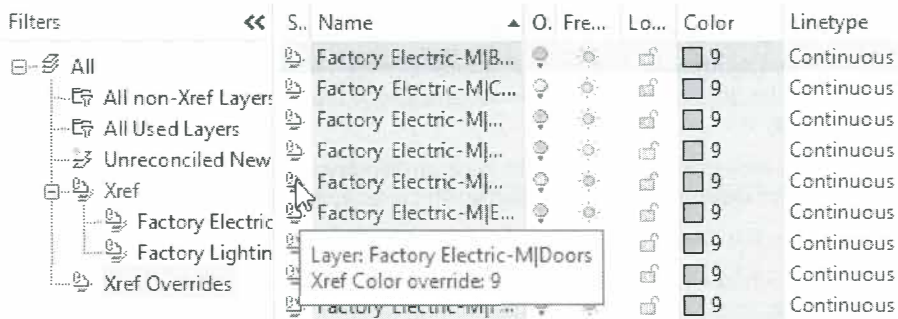 Filters S.. Name O. Fre... Lo... Color Linetype
All
All non-Xref Layers
All Used Layers
Unreconciled New
Xref
Factory Electric
Factory Lightin
Xref Overrides
Factory Electric-M|B... 9 Continuous
Factory Electric-M|C... 9 Continuous
Factory Electric-M|... 9 Continuous
Factory Electric-M|... 9 Continuous
Factory Electric-M|... 9 Continuous
Factory Electric-M|E... 9 Continuous
9 Continuous
9 Continuous
9 Continuous
Layer: Factory Electric-M|Doors
Xref Color override: 9